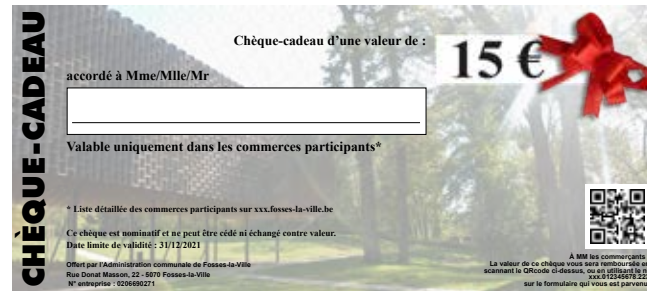 CHÈQUE-CADEAU
Chèque-cadeau d'une valeur de :
15 €
accordé à Mme/Mlle/Mr
Valable uniquement dans les commerces participants*
* Liste détaillée des commerces participants sur xxx.fosses-la-ville.be
Ce chèque est nominatif et ne peut être cédé ni échangé contre valeur.
Date limite de validité : 31/12/2021
Offert par l'Administration communale de Fosses-la-Ville
Rue Donat Masson, 22 - 5070 Fosses-la-Ville
N° entreprise : 0206690271
À MM les commerçants
La valeur de ce chèque vous sera remboursée en
scannant le QRcode ci-dessus, ou en utilisant le n°
xxx.012345678.222
sur le formulaire qui vous est parvenu